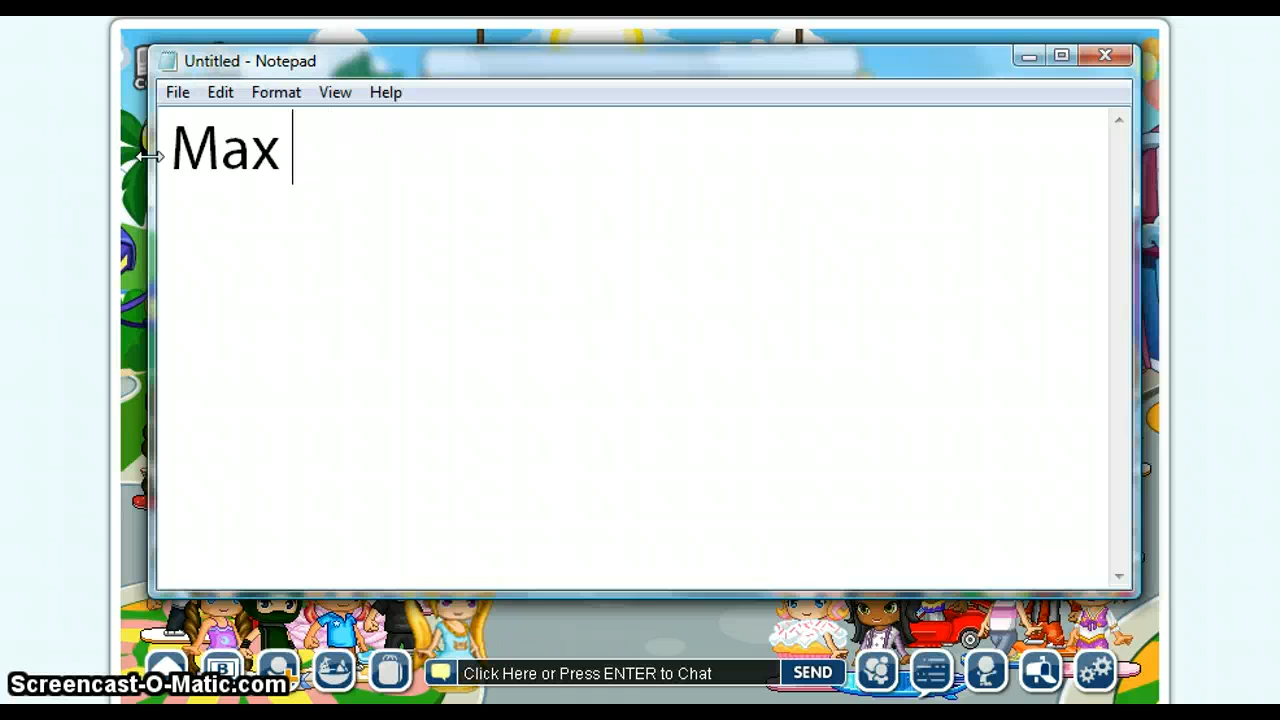 Untitled - Notepad
File Edit Format View Help
Max
B
Click Here or Press ENTER to Chat SEND
Screencast-O-Matic.com